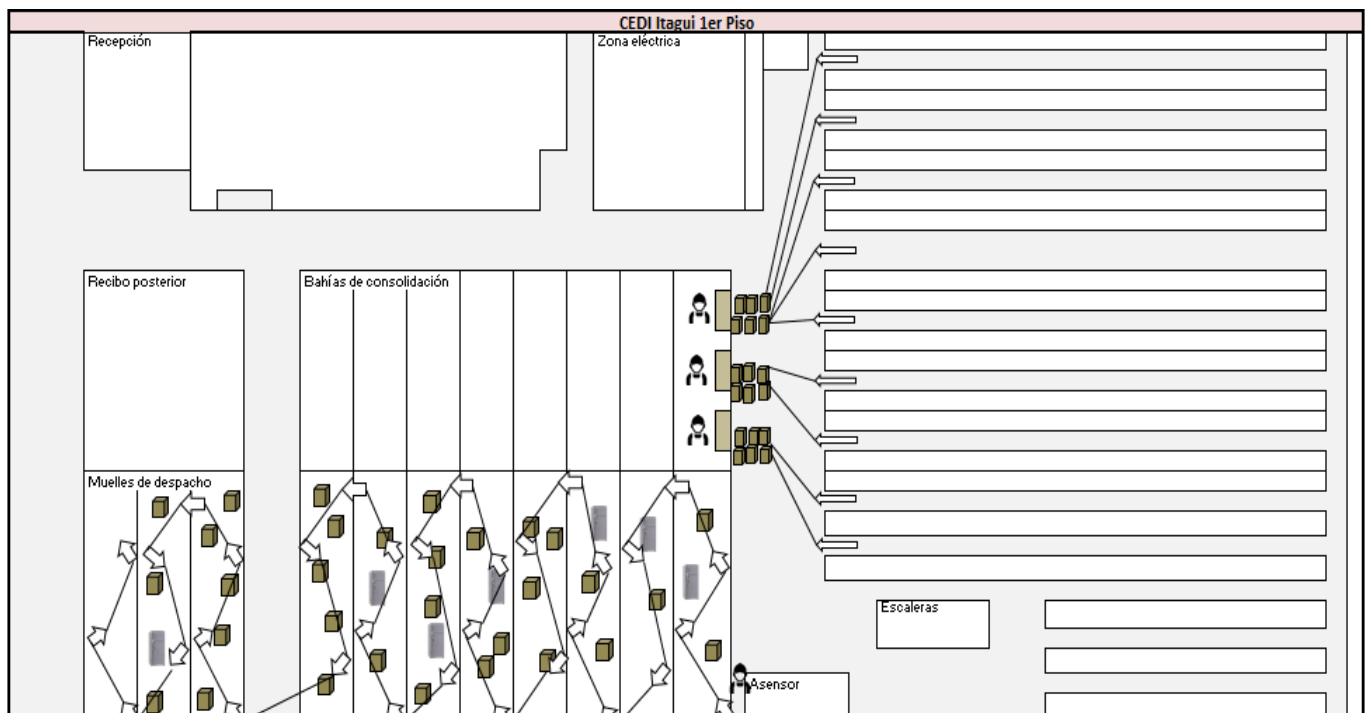 CEDI Itagui 1er Piso
Recepción
Zona eléctrica
Recibo posterior
Bahías de consolidación
Muelles de despacho
Escaleras
Asensor